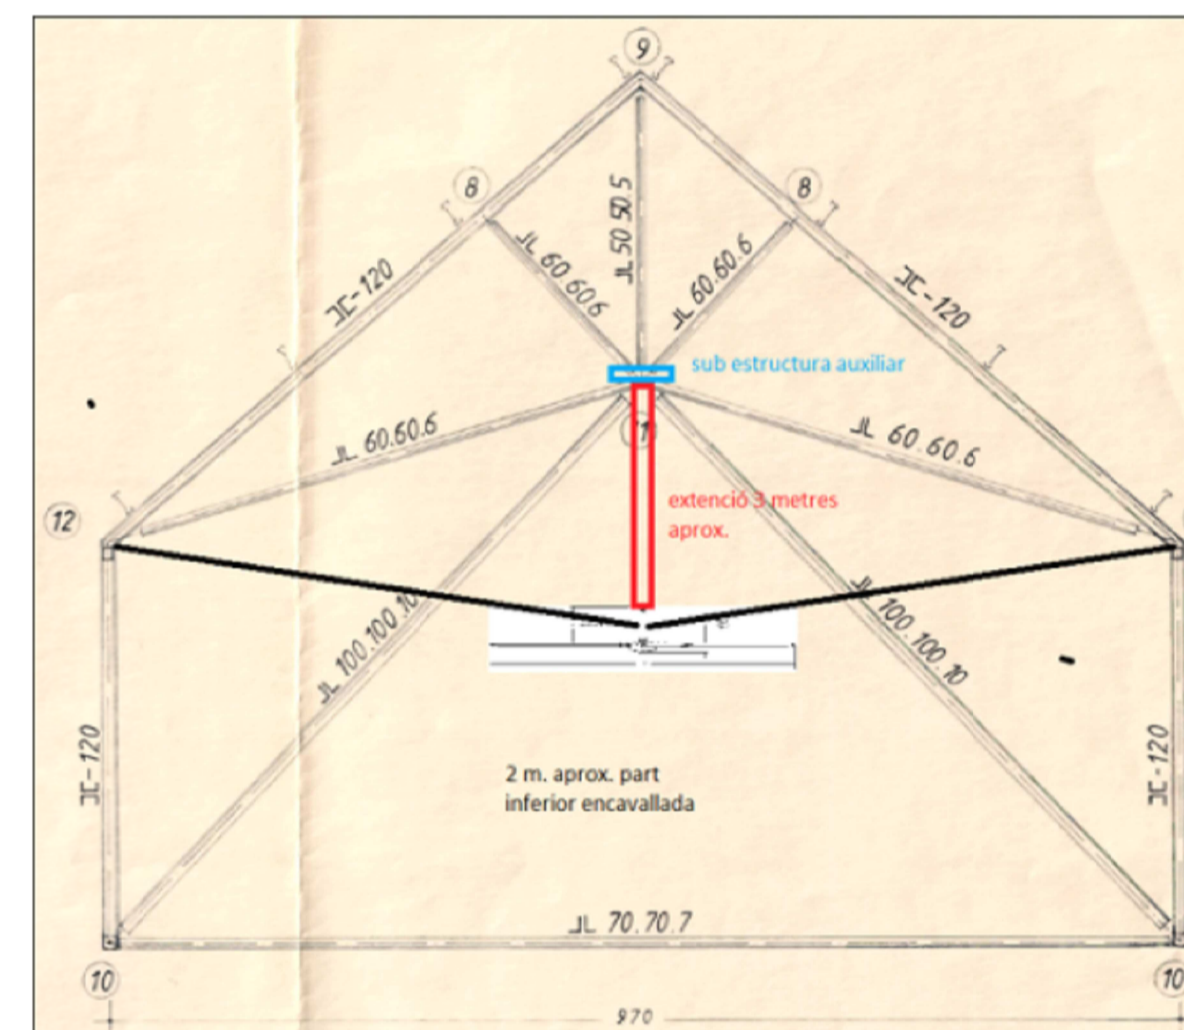 9
8
8
JL 50 50.5
JL 60.60.6
JL 60.60.6
JC-120
JC-120
sub estructura auxiliar
JL 60.60.6
JL 60.60.6
extenció 3 metres
aprox.
12
JL 100.100.10
JL 100.100.10
JC-120
JC-120
2 m. aprox. part
inferior encavallada
JL 70.70.7
10
10
970